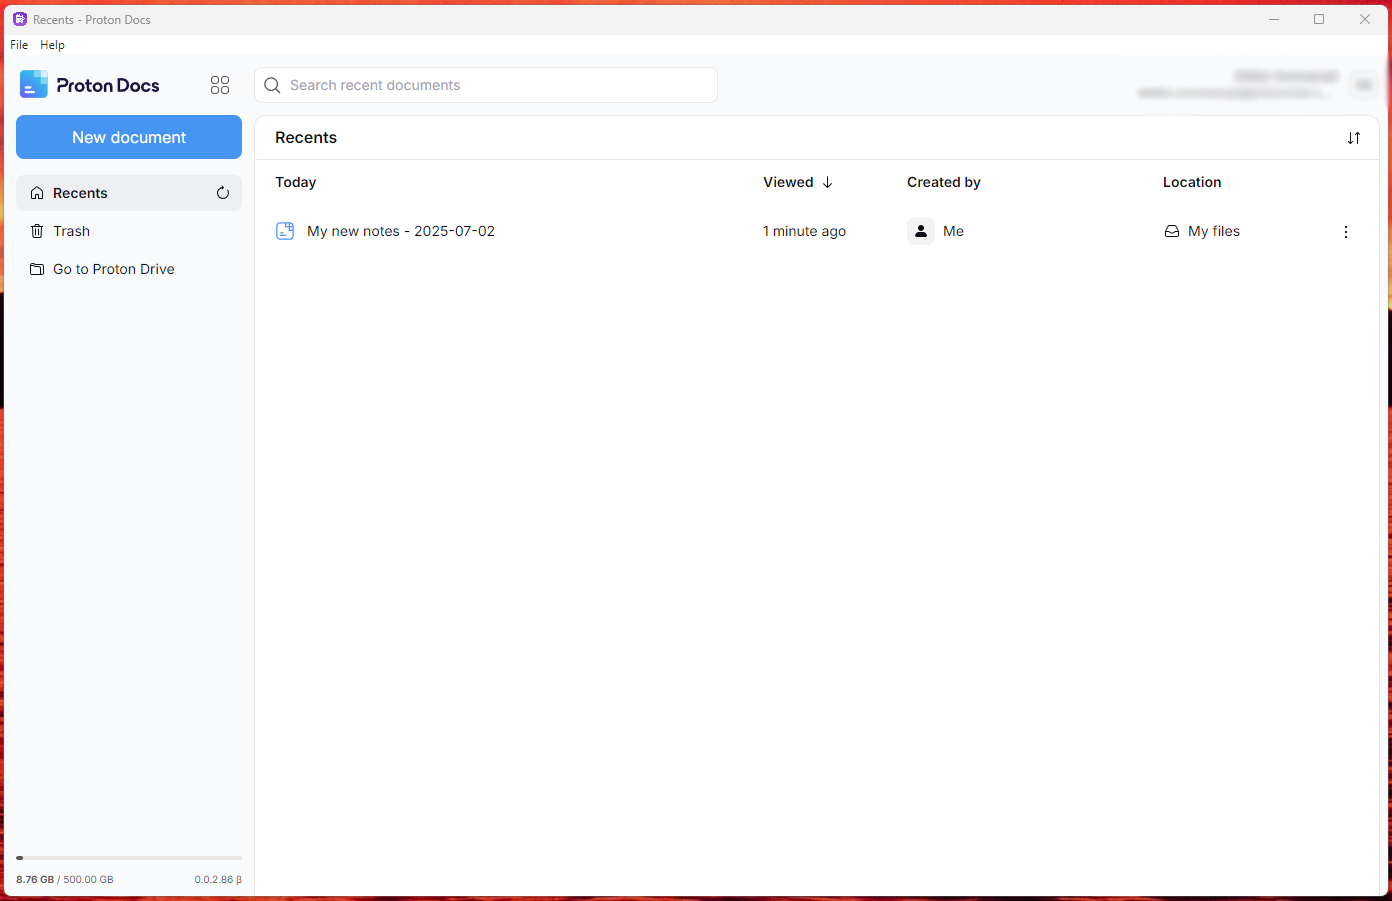 Recents - Proton Docs
File Help
Proton Docs
Search recent documents
New document
Recents
Recents
Trash
Go to Proton Drive
Today Viewed Created by Location
My new notes - 2025-07-02 1 minute ago Me My files
8.76 GB / 500.00 GB 0.0.2.86 β